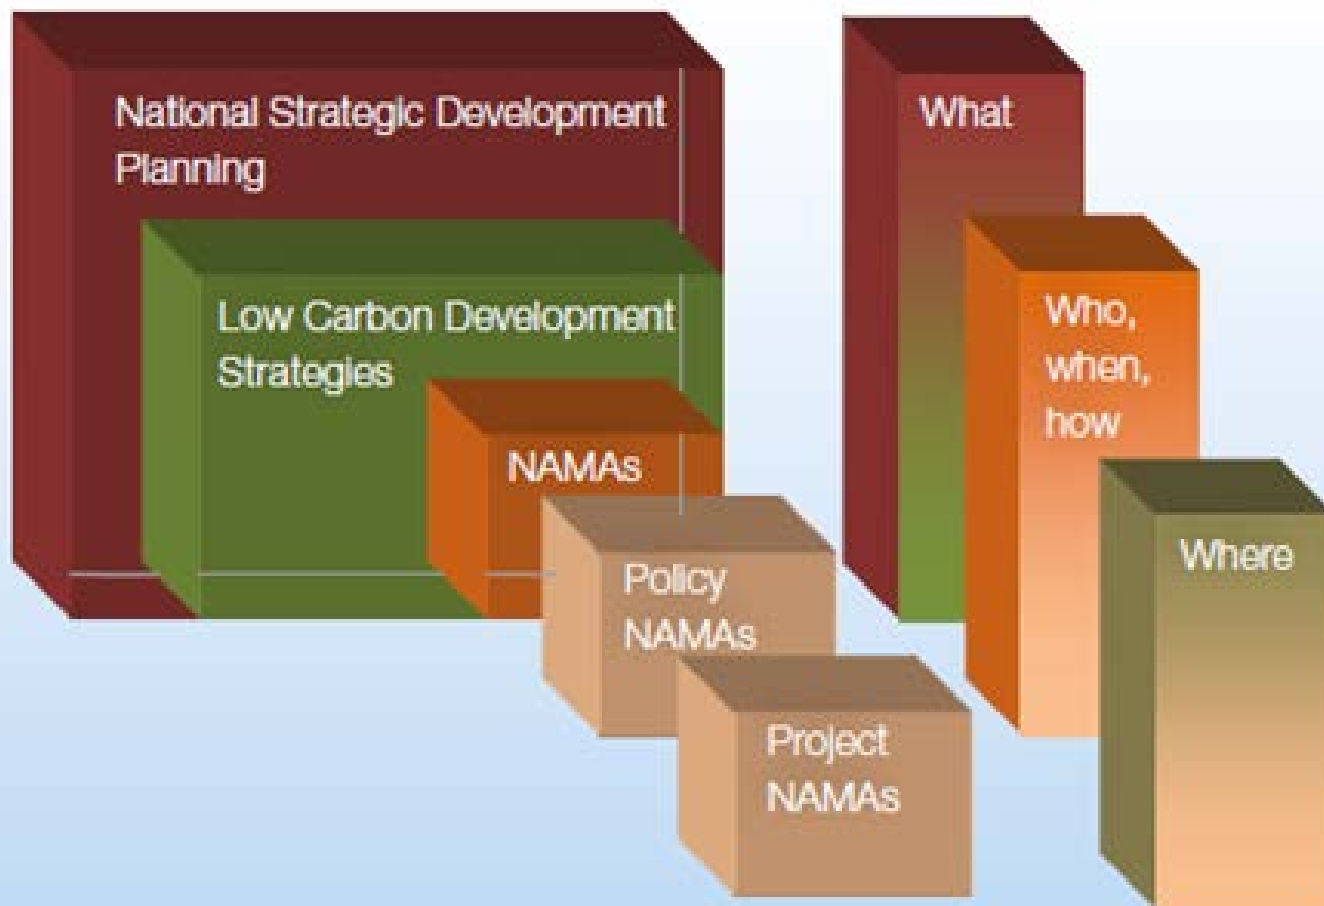 National Strategic Development
Planning
Low Carbon Development
Strategies
NAMAs
Policy
NAMAs
Project
NAMAs
What
Who,
when,
how
Where